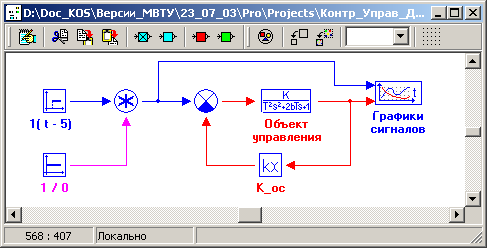 D:\Doc_KOS\Версии_МВТУ\23_07_03\Pro\Projects\Контр_Управ_Д...
1( t - 5)
K
T²s²+2bTs+1
Объект
управления
t
Графики
сигналов
1 / 0
kx
К_ос
568 : 407
Локально